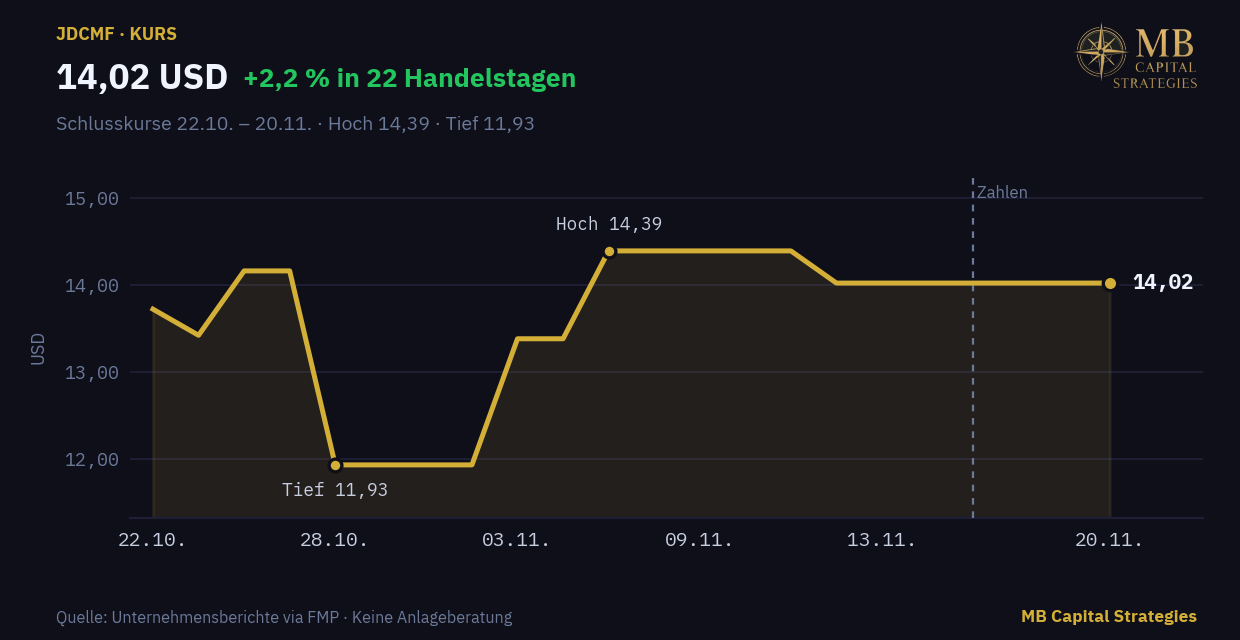 JDCMF · KURS
14,02 USD +2,2 % in 22 Handelstagen
Schlusskurse 22.10. – 20.11. · Hoch 14,39 · Tief 11,93
MB
CAPITAL
STRATEGIES
Zahlen
15,00
Hoch 14,39
14,00
14,02
USD
13,00
12,00
Tief 11,93
22.10. 28.10. 03.11. 09.11. 13.11. 20.11.
Quelle: Unternehmensberichte via FMP · Keine Anlageberatung
MB Capital Strategies